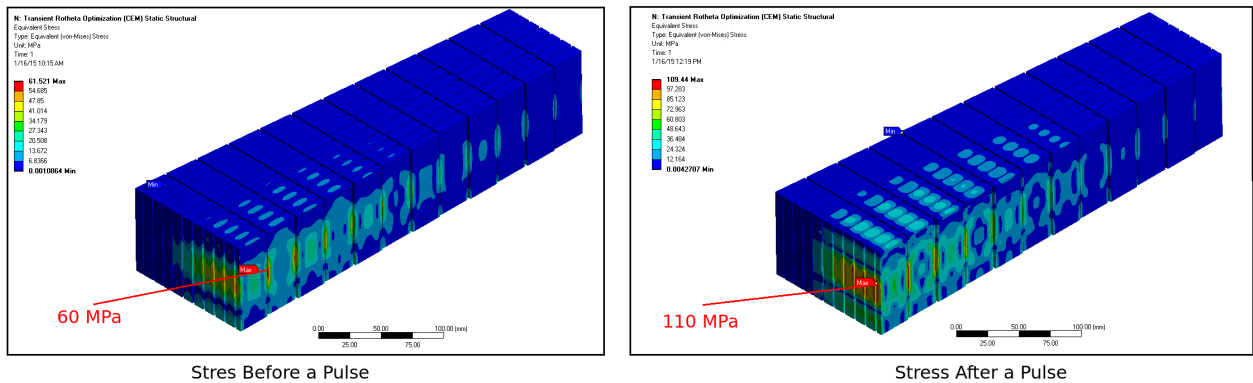 N: Transient Rotheta Optimization (CEM) Static Structural
Equivalent Stress
Type: Equivalent (von-Mises) Stress
Unit: MPa
Time: 1
1/16/15 10:15 AM
61.521 Max
54.685
47.85
41.014
34.179
27.343
20.508
13.672
6.8366
0.0010864 Min
Min
Max
60 MPa
0.00
50.00
100.00 (mm)
25.00
75.00
Stres Before a Pulse
N: Transient Rotheta Optimization (CEM) Static Structural
Equivalent Stress
Type: Equivalent (von-Mises) Stress
Unit: MPa
Time: 1
1/16/15 12:19 PM
109.44 Max
97.283
85.123
72.963
60.803
48.643
36.484
24.324
12.164
0.0042707 Min
Min
Max
110 MPa
0.00
50.00
100.00 (mm)
25.00
75.00
Stress After a Pulse